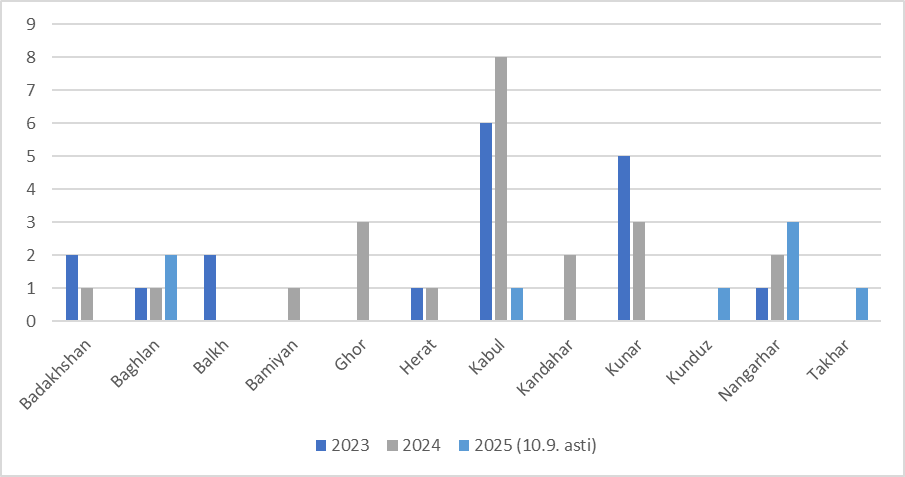 9
8
7
6
5
4
3
2
1
0
Badakhshan
Baghlan
Balkh
Bamiyan
Ghor
Herat
Kabul
Kandahar
Kunar
Kunduz
Nangarhar
Takhar
2023 2024 2025 (10.9. asti)